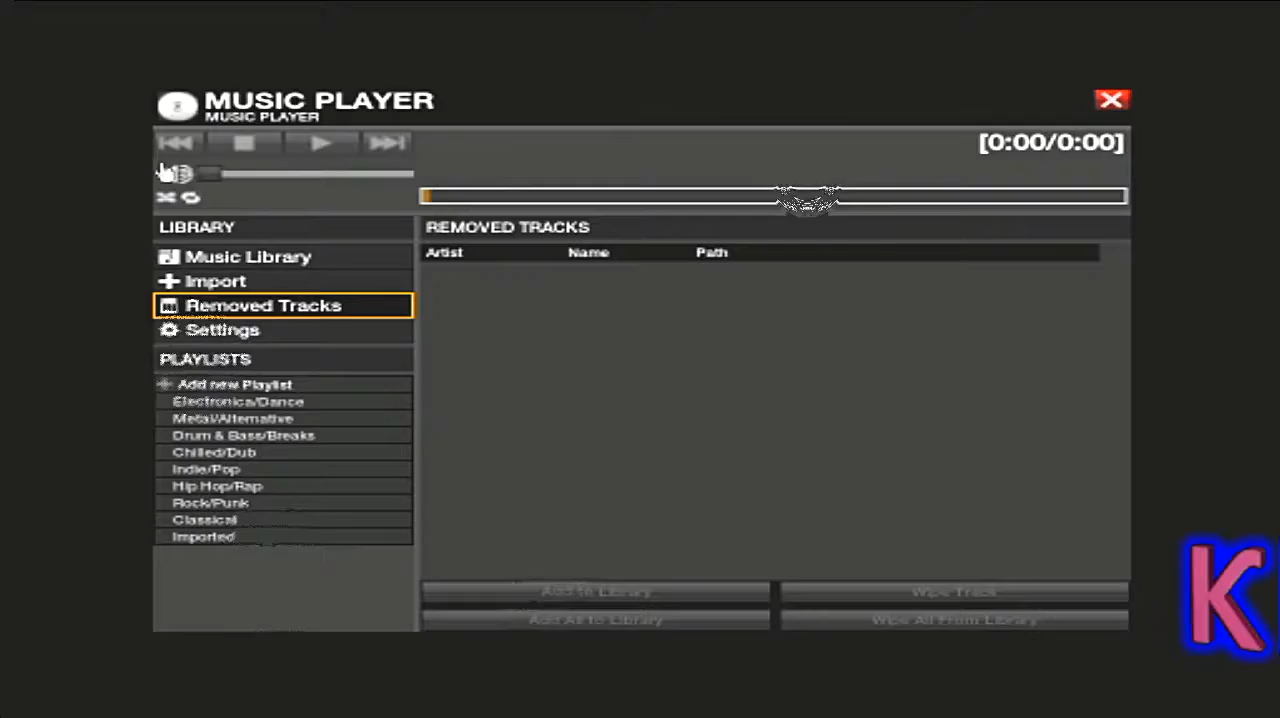 MUSIC PLAYER
MUSIC PLAYER
[0:00/0:00]
LIBRARY
Music Library
Import
Removed Tracks
Settings
PLAYLISTS
Add new Playlist
Electronica/Dance
Metal/Alternative
Drum & Bass/Breaks
Chilled/Dub
Indie/Pop
Hip Hop/Rap
Rock/Punk
Classical
Imported
REMOVED TRACKS
Artist Name Path
Add to Library Wipe Track
Add All to Library Wipe All From Library
K